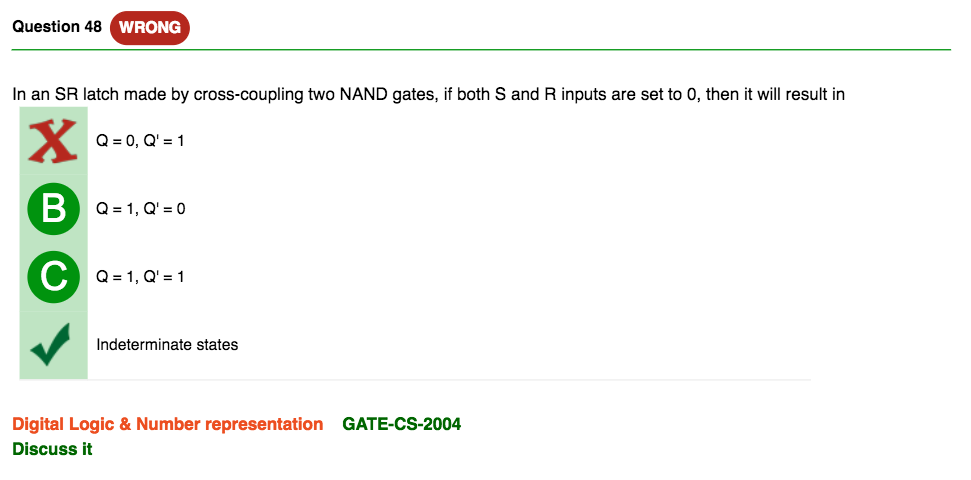 Question 48 WRONG
In an SR latch made by cross-coupling two NAND gates, if both S and R inputs are set to 0, then it will result in
X Q = 0, Q' = 1
B Q = 1, Q' = 0
C Q = 1, Q' = 1
Indeterminate states
Digital Logic & Number representation GATE-CS-2004
Discuss it